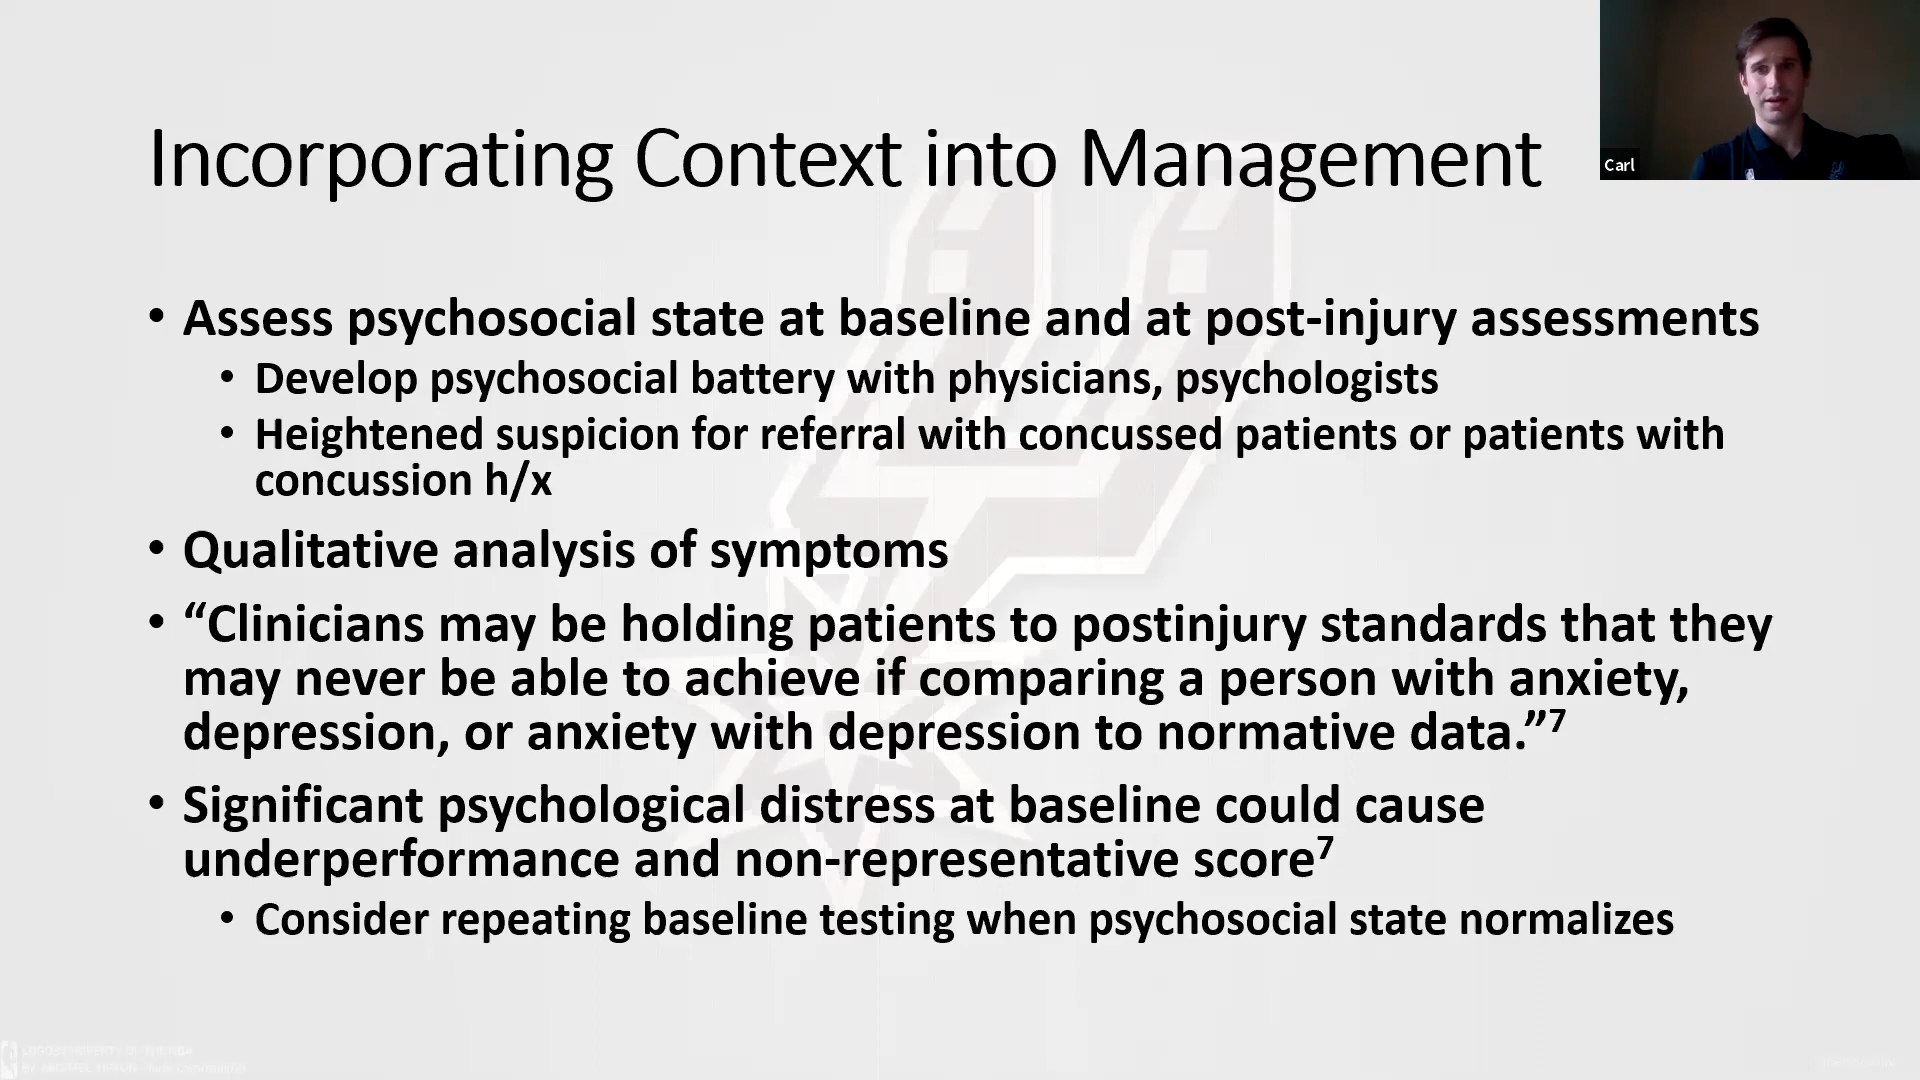 Incorporating Context into Management
Carl
• Assess psychosocial state at baseline and at post-injury assessments
• Develop psychosocial battery with physicians, psychologists
• Heightened suspicion for referral with concussed patients or patients with
concussion h/x
• Qualitative analysis of symptoms
• “Clinicians may be holding patients to postinjury standards that they
may never be able to achieve if comparing a person with anxiety,
depression, or anxiety with depression to normative data.”⁷
• Significant psychological distress at baseline could cause
underperformance and non-representative score⁷
• Consider repeating baseline testing when psychosocial state normalizes